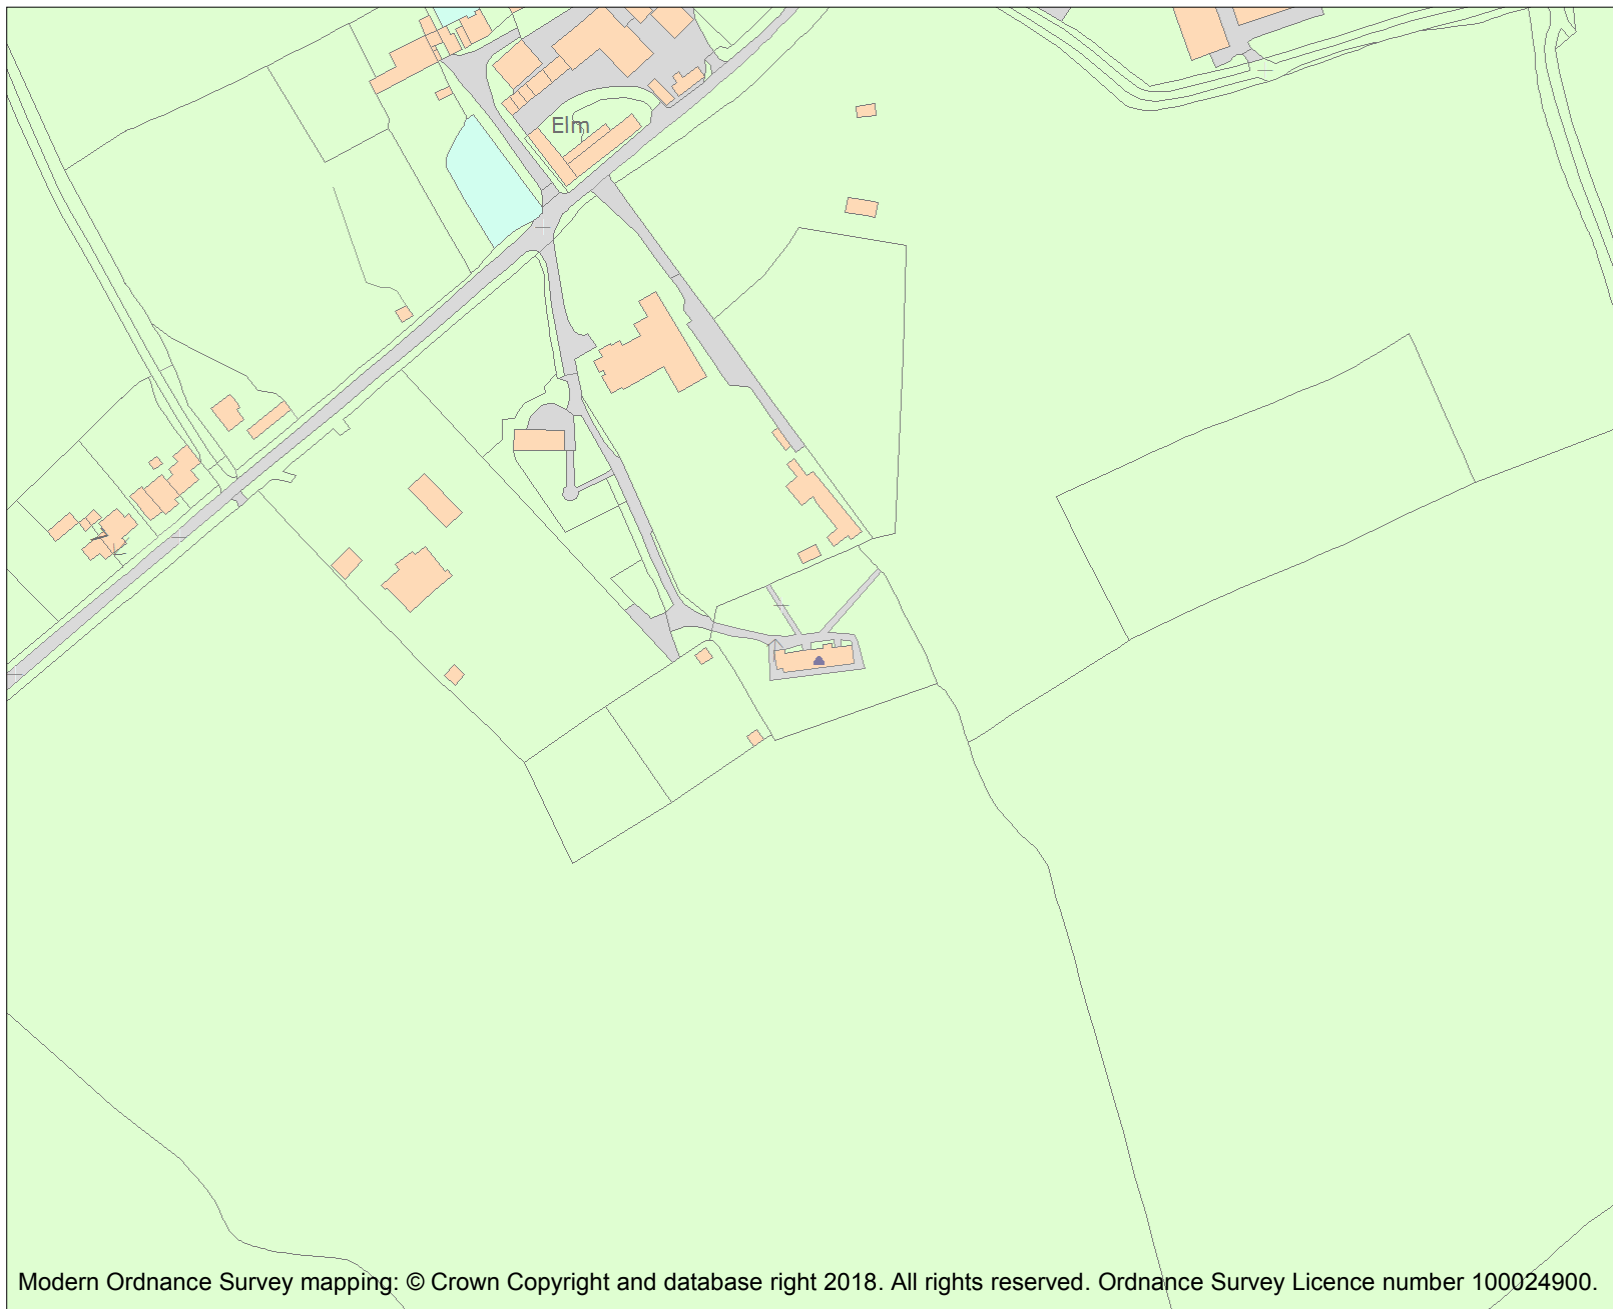 Elm
Modern Ordnance Survey mapping: © Crown Copyright and database right 2018. All rights reserved. Ordnance Survey Licence number 100024900.